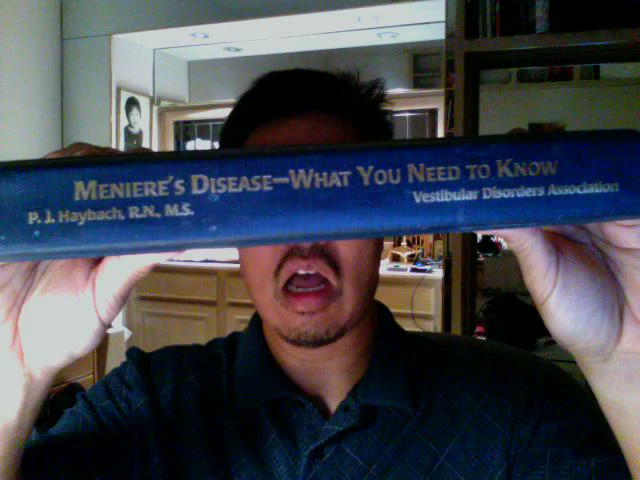 MENIERE'S DISEASE—WHAT YOU NEED TO KNOW
P. J. Haybach, R.N., M.S.
Vestibular Disorders Association